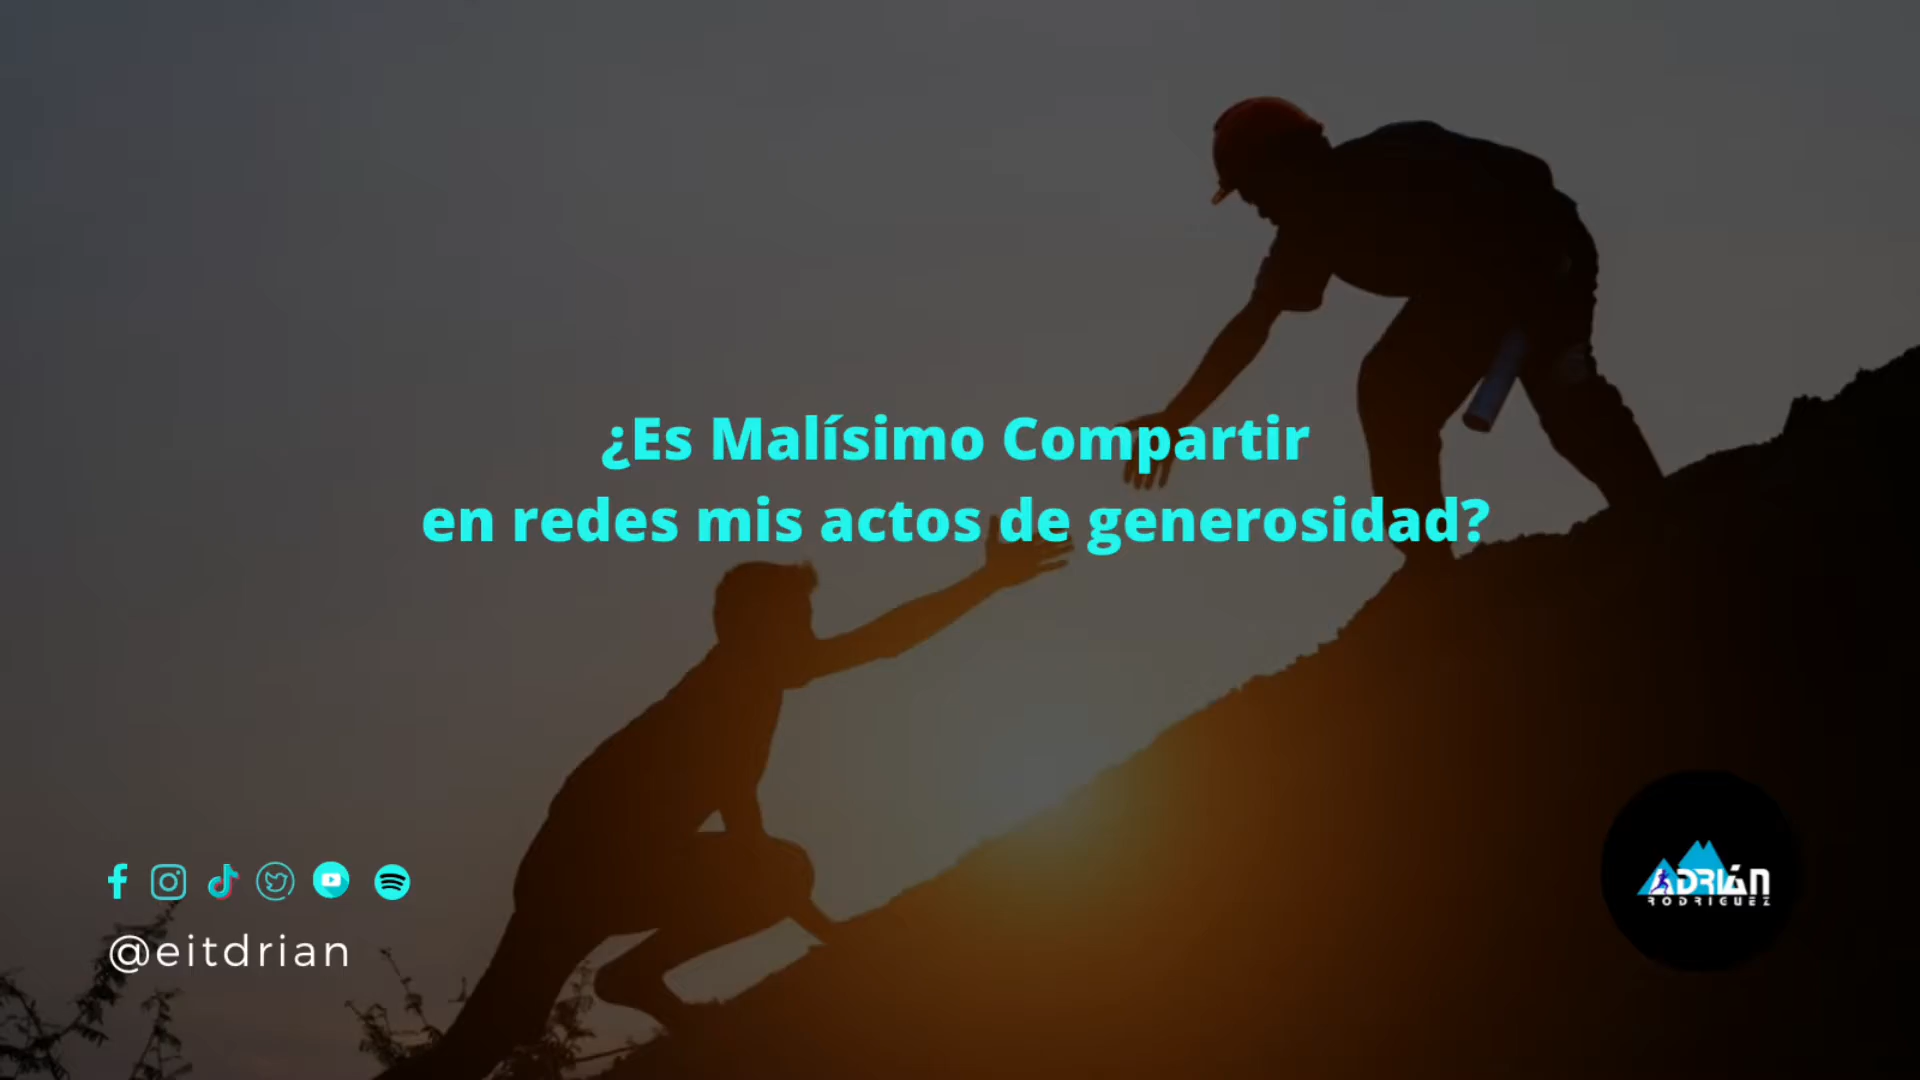 ¿Es Malísimo Compartir
en redes mis actos de generosidad?
@eitdrian
ADRIÁN
RODRIGUEZ